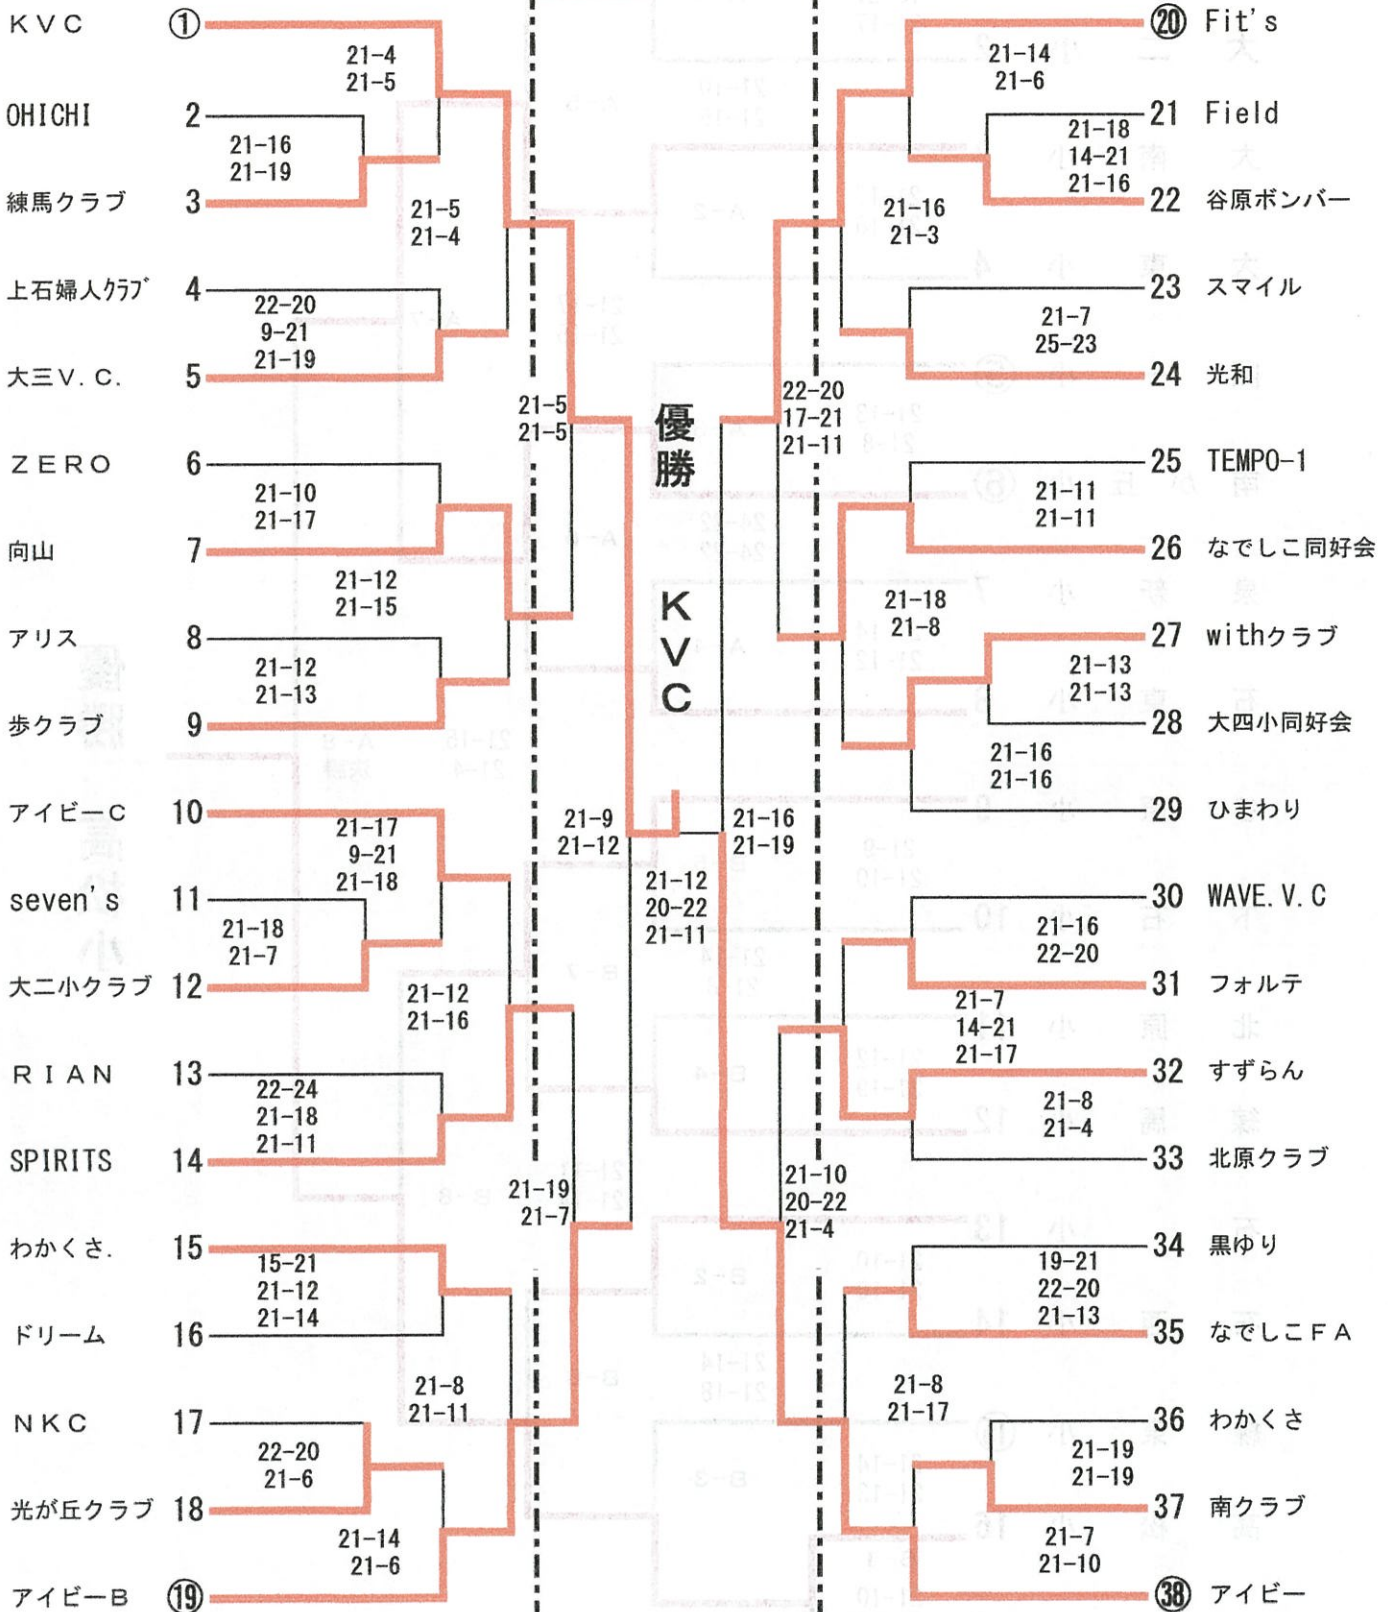 KVC ①
21-4
21-5
OHICHI 2
21-16
21-19
練馬クラブ 3
21-5
21-4
上石婦人クラブ 4
22-20
9-21
21-19
大三V.C. 5
21-5
21-5
ZERO 6
21-10
21-17
向山 7
21-12
21-15
アリス 8
21-12
21-13
歩クラブ 9
アイビーC 10
21-17
9-21
21-18
seven's 11
21-18
21-7
大二小クラブ 12
21-12
21-16
RIAN 13
22-24
21-18
21-11
SPIRITS 14
21-19
21-7
わかくさ. 15
15-21
21-12
21-14
ドリーム 16
21-8
21-11
NKC 17
22-20
21-6
光が丘クラブ 18
21-14
21-6
アイビーB ⑲
21-9
21-12
優勝
KVC
21-12
20-22
21-11
21-16
21-19
⑳ Fit's
21-14
21-6
21 Field
21-18
14-21
21-16
22 谷原ボンバー
21-16
21-3
23 スマイル
21-7
25-23
24 光和
22-20
17-21
21-11
25 TEMPO-1
21-11
21-11
26 なでしこ同好会
21-18
21-8
27 withクラブ
21-13
21-13
28 大四小同好会
21-16
21-16
29 ひまわり
30 WAVE.V.C
21-16
22-20
31 フォルテ
21-7
14-21
21-17
32 すずらん
21-8
21-4
33 北原クラブ
21-10
20-22
21-4
34 黒ゆり
19-21
22-20
21-13
35 なでしこFA
21-8
21-17
36 わかくさ
21-19
21-19
37 南クラブ
21-7
21-10
㊳ アイビー